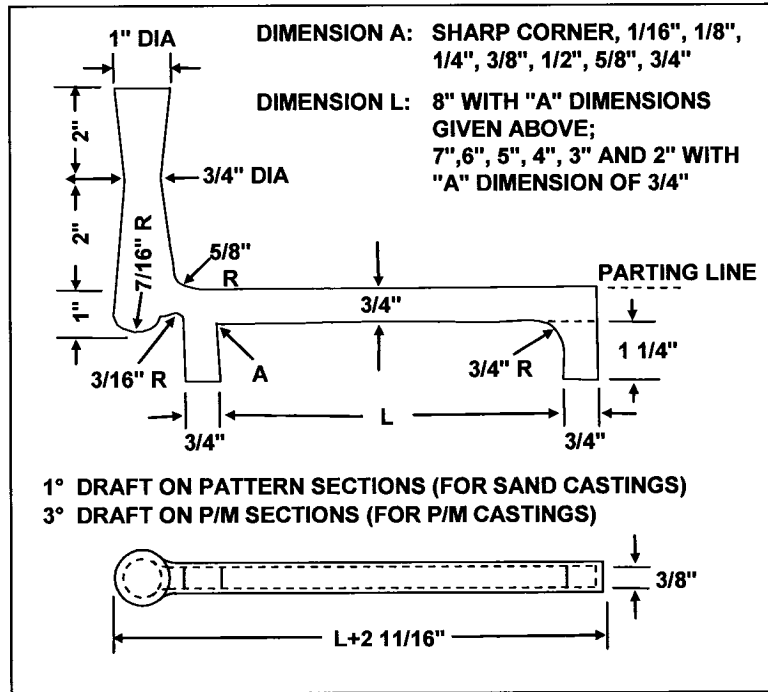 1" DIA
DIMENSION A: SHARP CORNER, 1/16", 1/8",
1/4", 3/8", 1/2", 5/8", 3/4"
DIMENSION L: 8" WITH "A" DIMENSIONS
GIVEN ABOVE;
7",6", 5", 4", 3" AND 2" WITH
"A" DIMENSION OF 3/4"
2"
3/4" DIA
2"
7/16" R
5/8"
R
PARTING LINE
1"
3/4"
1 1/4"
3/16" R
A
3/4" R
L
3/4"
3/4"
1° DRAFT ON PATTERN SECTIONS (FOR SAND CASTINGS)
3° DRAFT ON P/M SECTIONS (FOR P/M CASTINGS)
3/8"
L+2 11/16"